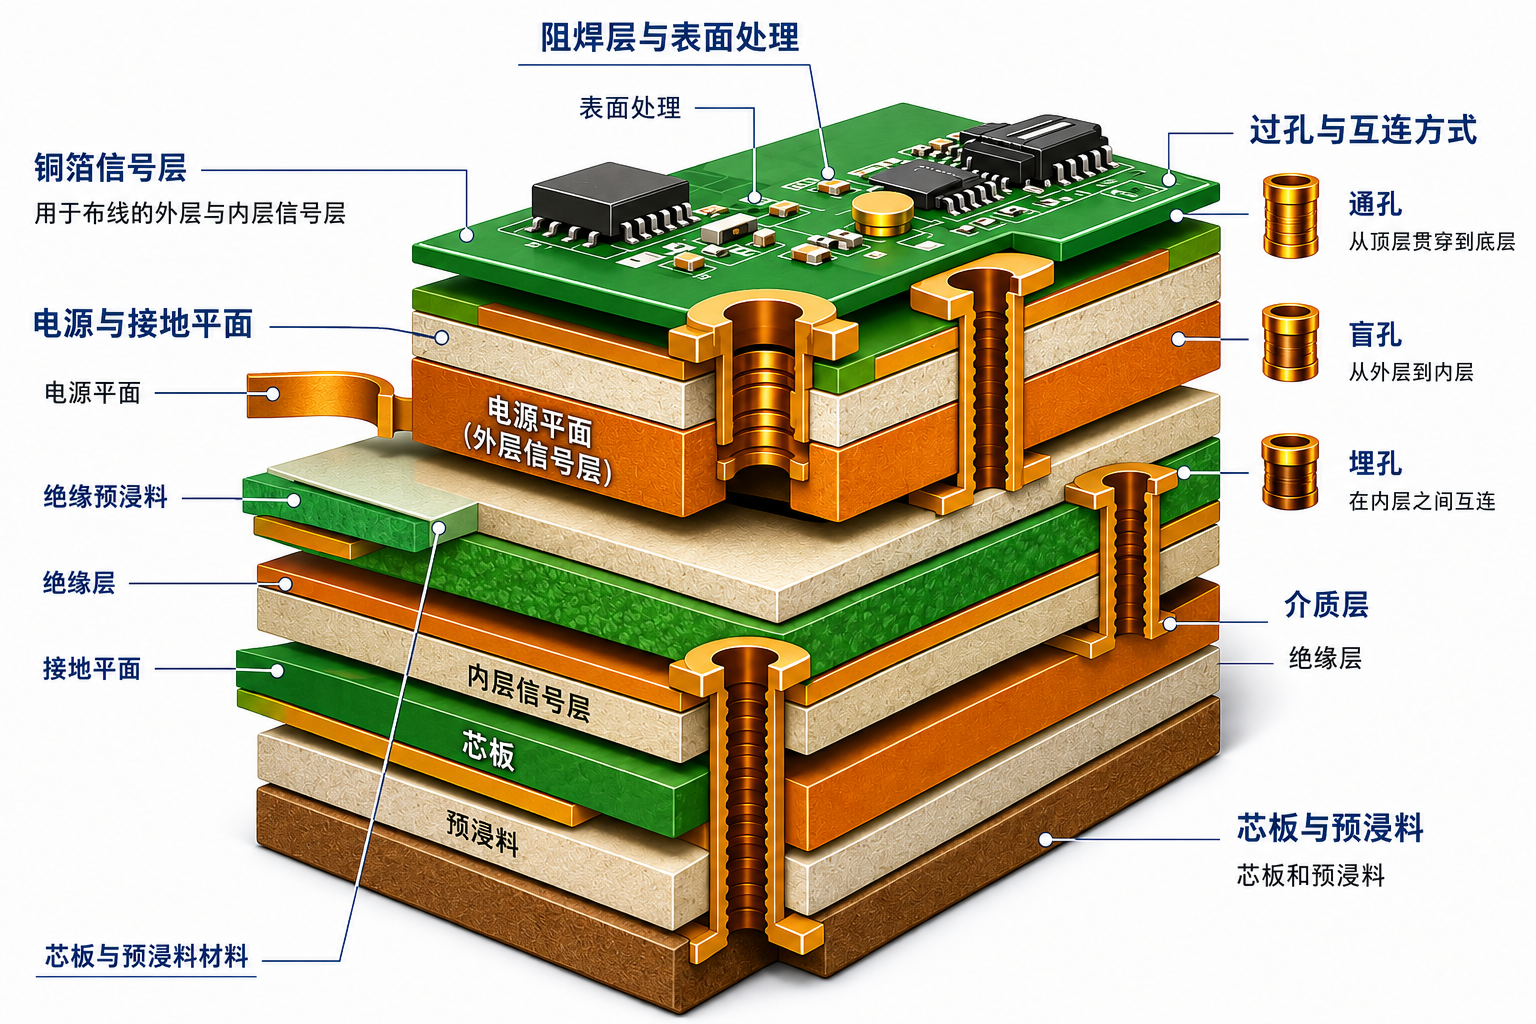 阻焊层与表面处理
表面处理
铜箔信号层
用于布线的外层与内层信号层
电源与接地平面
电源平面
绝缘预浸料
绝缘层
接地平面
芯板与预浸料材料
电源平面
(外层信号层)
内层信号层
芯板
预浸料
过孔与互连方式
通孔
从顶层贯穿到底层
盲孔
从外层到内层
埋孔
在内层之间互连
介质层
绝缘层
芯板与预浸料
芯板和预浸料